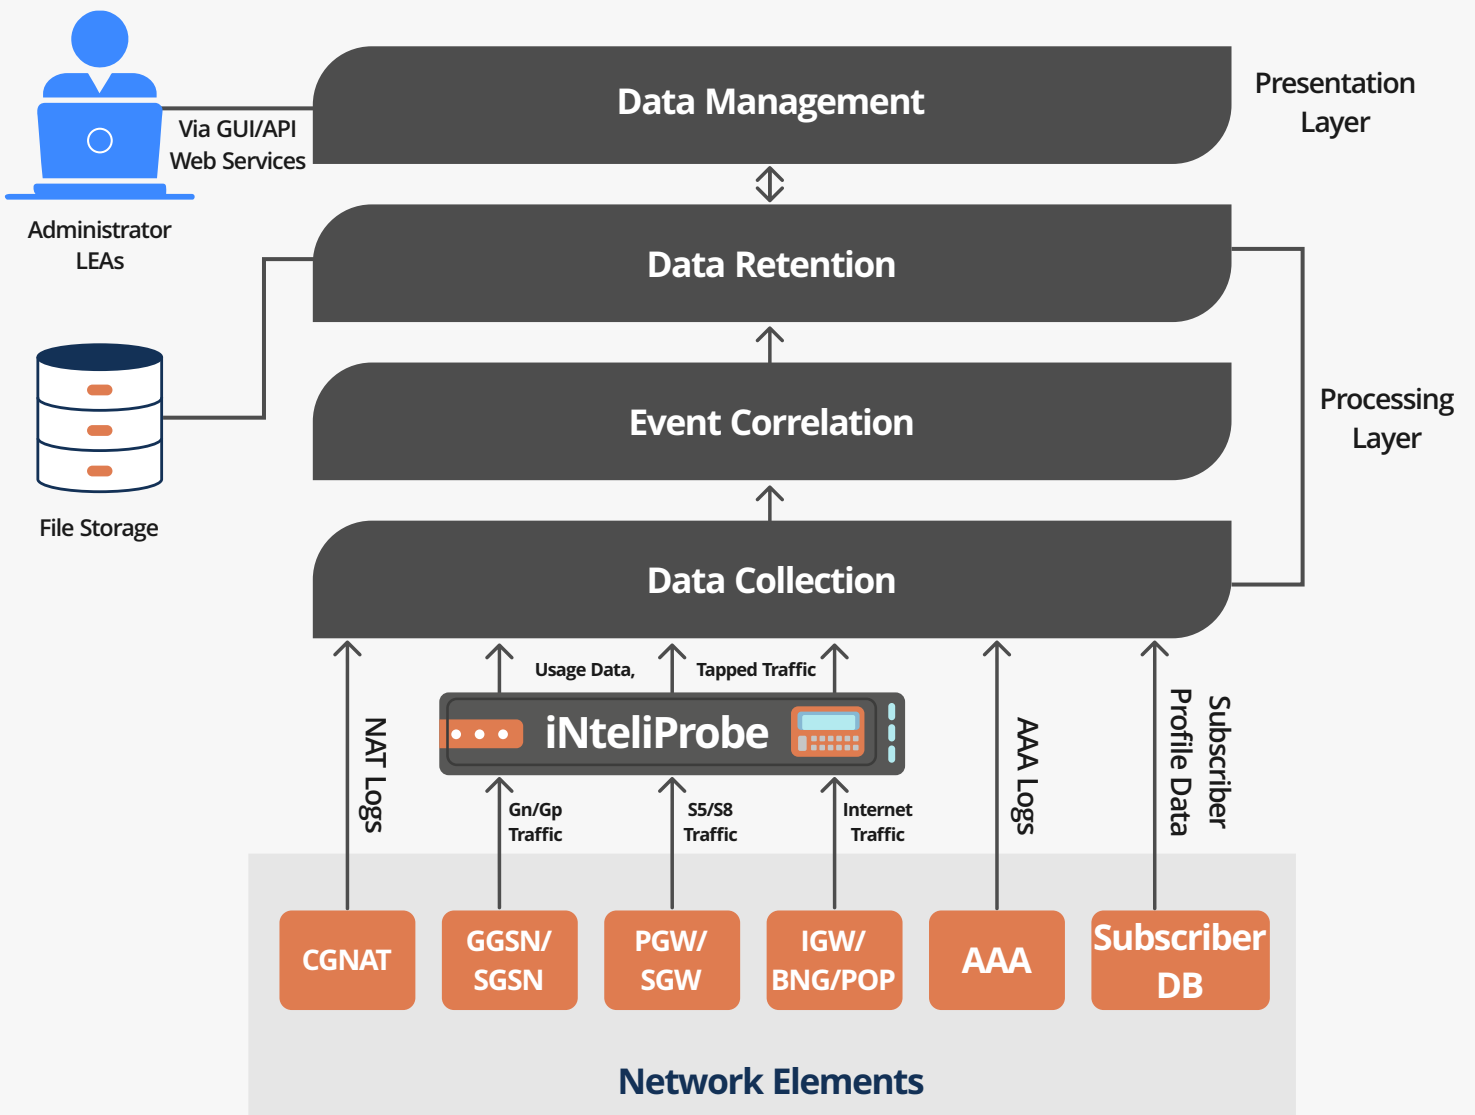 Data Management
Presentation
Layer
Via GUI/API
Web Services
Administrator
LEAs
Data Retention
File Storage
Event Correlation
Processing
Layer
Data Collection
Usage Data,
Tapped Traffic
NAT Logs
iNteliProbe
AAA Logs
Subscriber
Profile Data
Gn/Gp
Traffic
S5/S8
Traffic
Internet
Traffic
CGNAT
GGSN/
SGSN
PGW/
SGW
IGW/
BNG/POP
AAA
Subscriber
DB
Network Elements